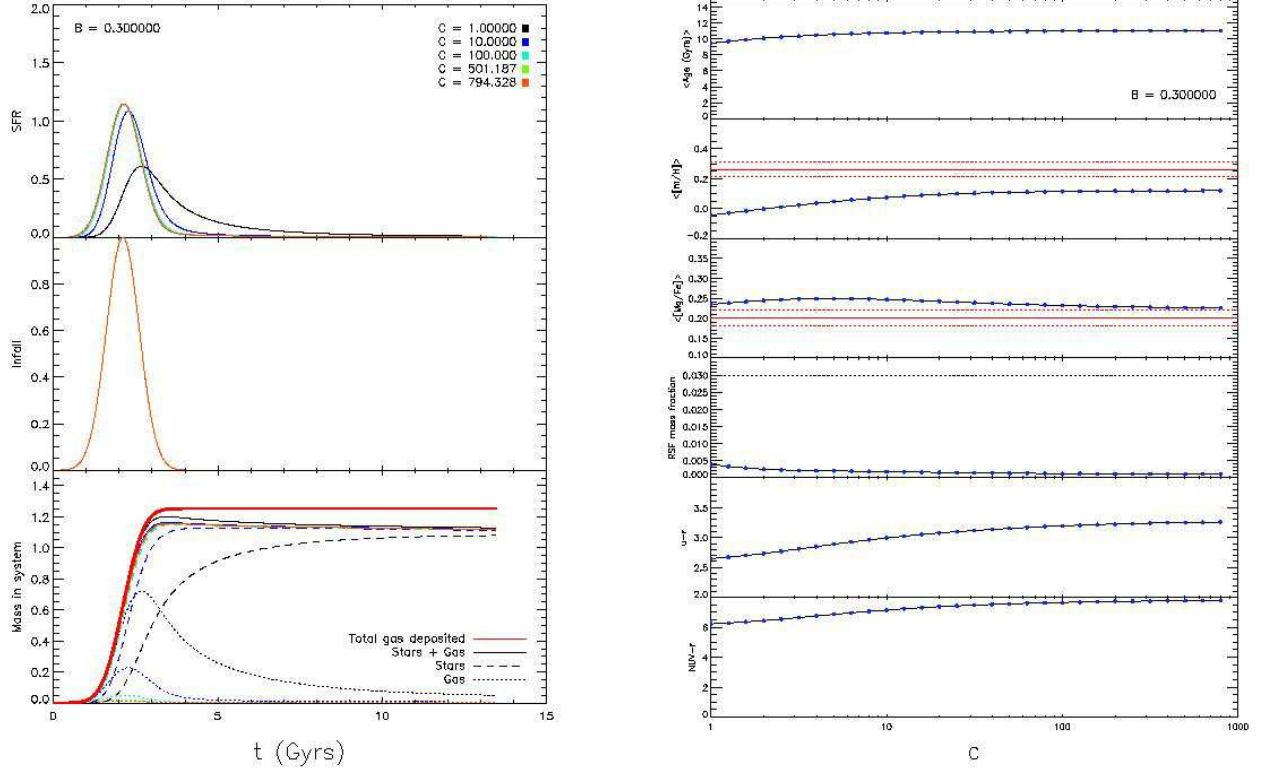 B = 0.300000
C = 1.00000
C = 10.0000
C = 100.000
C = 501.187
C = 794.328
SFR
2.0
1.5
1.0
0.5
0.0
Infall
0.8
0.6
0.4
0.2
0.0
Mass in system
1.4
1.2
1.0
0.8
0.6
0.4
0.2
0.0
Total gas deposited
Stars + Gas
Stars
Gas
0
5
10
15
t (Gyrs)
<Age (Gyrs)>
14
12
10
8
6
4
2
0
B = 0.300000
<[m/H]>
0.4
0.2
0.0
-0.2
<[Mg/Fe]>
0.35
0.30
0.25
0.20
0.15
0.10
RSF mass fraction
0.030
0.025
0.020
0.015
0.010
0.005
0.000
u-r
3.5
3.0
2.5
2.0
NUV-r
6
4
2
0
1
10
100
1000
C